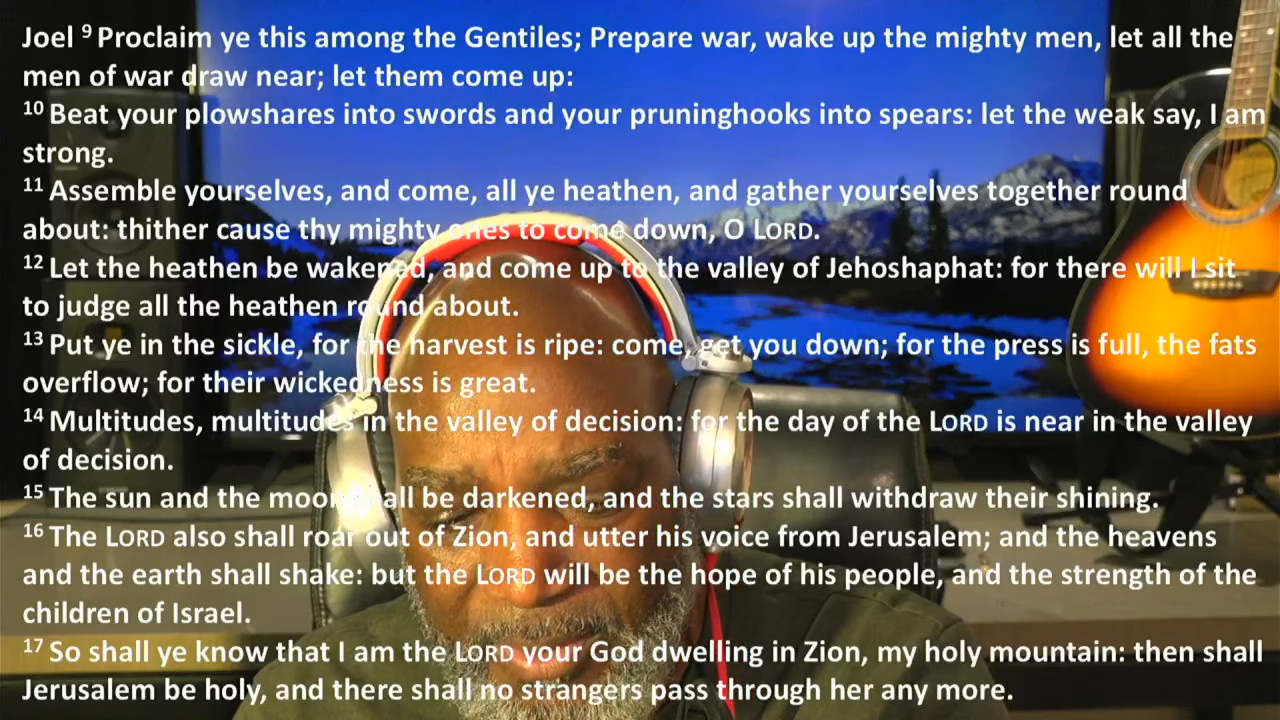 Joel 9 Proclaim ye this among the Gentiles; Prepare war, wake up the mighty men, let all the
men of war draw near; let them come up:
10 Beat your plowshares into swords and your pruninghooks into spears: let the weak say, I am
strong.
11 Assemble yourselves, and come, all ye heathen, and gather yourselves together round
about: thither cause thy mighty ones to come down, O LORD.
12 Let the heathen be wakened, and come up to the valley of Jehoshaphat: for there will I sit
to judge all the heathen round about.
13 Put ye in the sickle, for the harvest is ripe: come, get you down; for the press is full, the fats
overflow; for their wickedness is great.
14 Multitudes, multitudes in the valley of decision: for the day of the LORD is near in the valley
of decision.
15 The sun and the moon shall be darkened, and the stars shall withdraw their shining.
16 The LORD also shall roar out of Zion, and utter his voice from Jerusalem; and the heavens
and the earth shall shake: but the LORD will be the hope of his people, and the strength of the
children of Israel.
17 So shall ye know that I am the LORD your God dwelling in Zion, my holy mountain: then shall
Jerusalem be holy, and there shall no strangers pass through her any more.